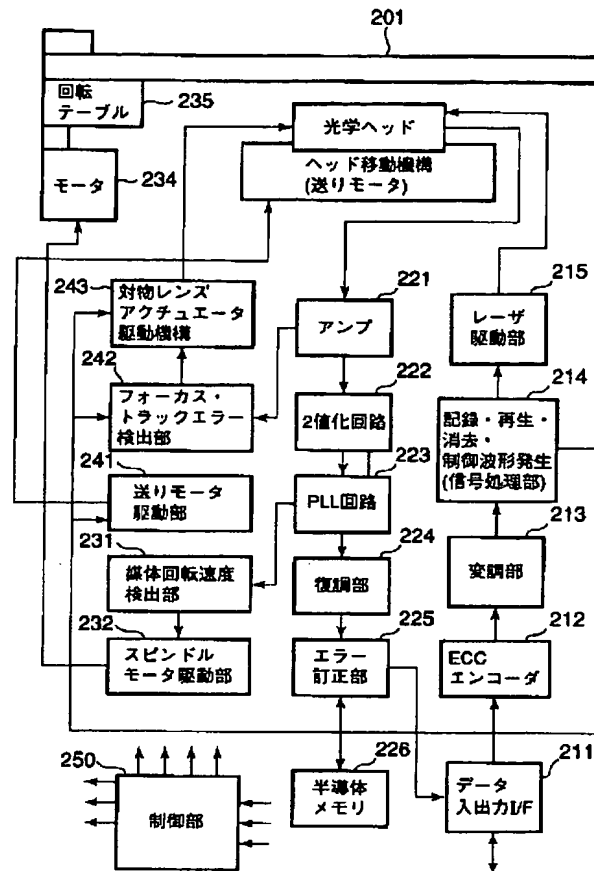 201
回転
テーブル
235
光学ヘッド
ヘッド移動機構
(送りモータ)
モータ
234
243
対物レンズ
アクチュエータ
駆動機構
221
アンプ
215
レーザ
駆動部
242
フォーカス・
トラックエラー
検出部
222
2値化回路
214
記録・再生・
消去・
制御波形発生
(信号処理部)
241
送りモータ
駆動部
223
PLL回路
213
変調部
231
媒体回転速度
検出部
224
復調部
232
スピンドル
モータ駆動部
225
エラー
訂正部
212
ECC
エンコーダ
250
制御部
226
半導体
メモリ
211
データ
入出力I/F